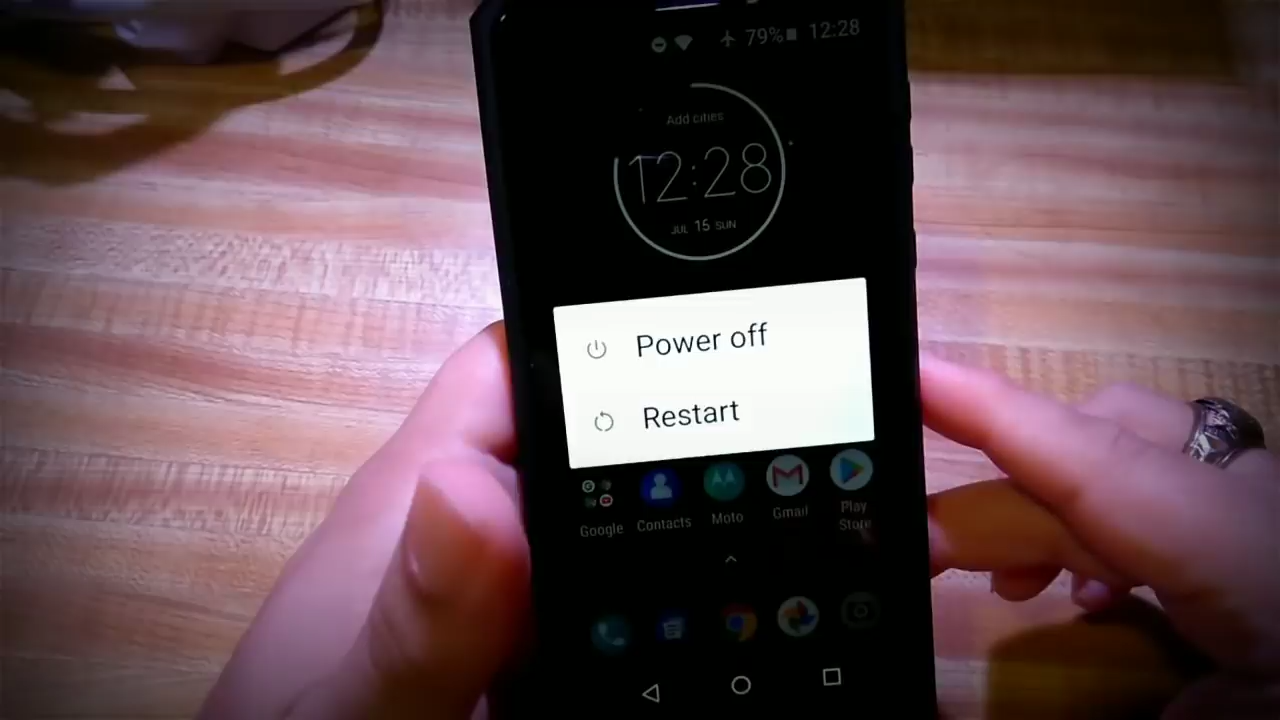 79% 12:28
Add cities
12:28
JUL 15 SUN
Power off
Restart
Google Contacts Moto Gmail Play Store